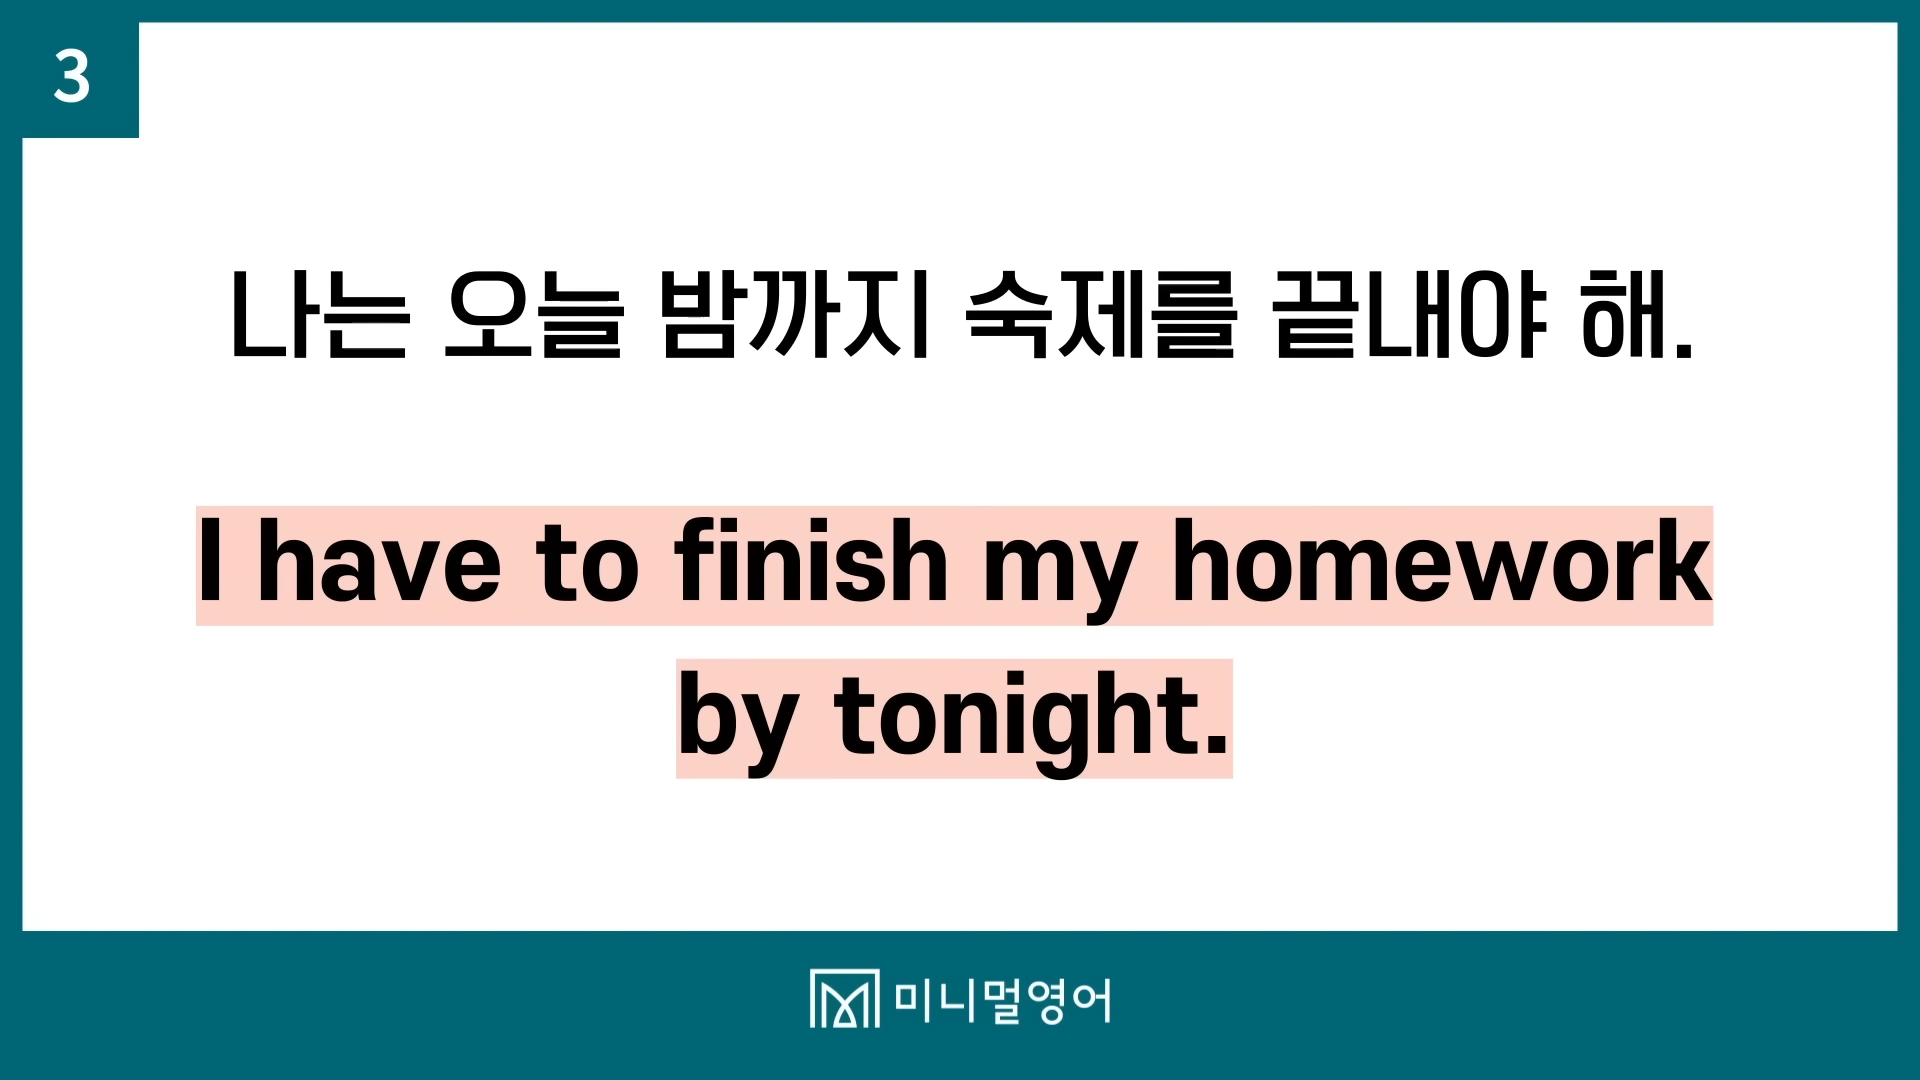 3
나는 오늘 밤까지 숙제를 끝내야 해.
I have to finish my homework
by tonight.
미니멀영어